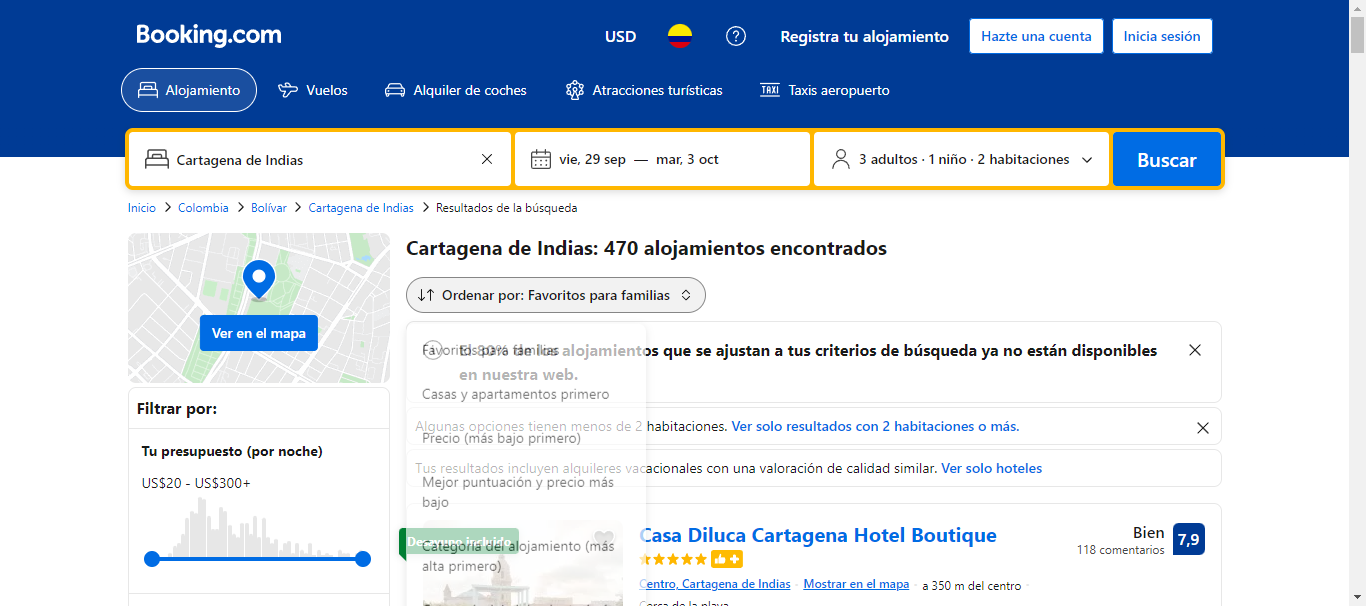 Booking.com
USD
Registra tu alojamiento
Hazte una cuenta
Inicia sesión
Alojamiento
Vuelos
Alquiler de coches
Atracciones turísticas
TAXI Taxis aeropuerto
Cartagena de Indias
vie, 29 sep — mar, 3 oct
3 adultos · 1 niño · 2 habitaciones
Buscar
Inicio > Colombia > Bolívar > Cartagena de Indias > Resultados de la búsqueda
Ver en el mapa
Filtrar por:
Tu presupuesto (por noche)
US$20 - US$300+
Cartagena de Indias: 470 alojamientos encontrados
Ordenar por: Favoritos para familias
Favoritos para familias
Casas y apartamentos primero
Precio (más bajo primero)
Mejor puntuación y precio más
bajo
Categoría del alojamiento (más
alta primero)
El 80% de los alojamientos que se ajustan a tus criterios de búsqueda ya no están disponibles
en nuestra web.
Algunas opciones tienen menos de 2 habitaciones. Ver solo resultados con 2 habitaciones o más.
Tus resultados incluyen alquileres vacacionales con una valoración de calidad similar. Ver solo hoteles
Desayuno incluido
Casa Diluca Cartagena Hotel Boutique
Centro, Cartagena de Indias
Mostrar en el mapa
a 350 m del centro
Cerca de la playa
Bien
118 comentarios
7,9